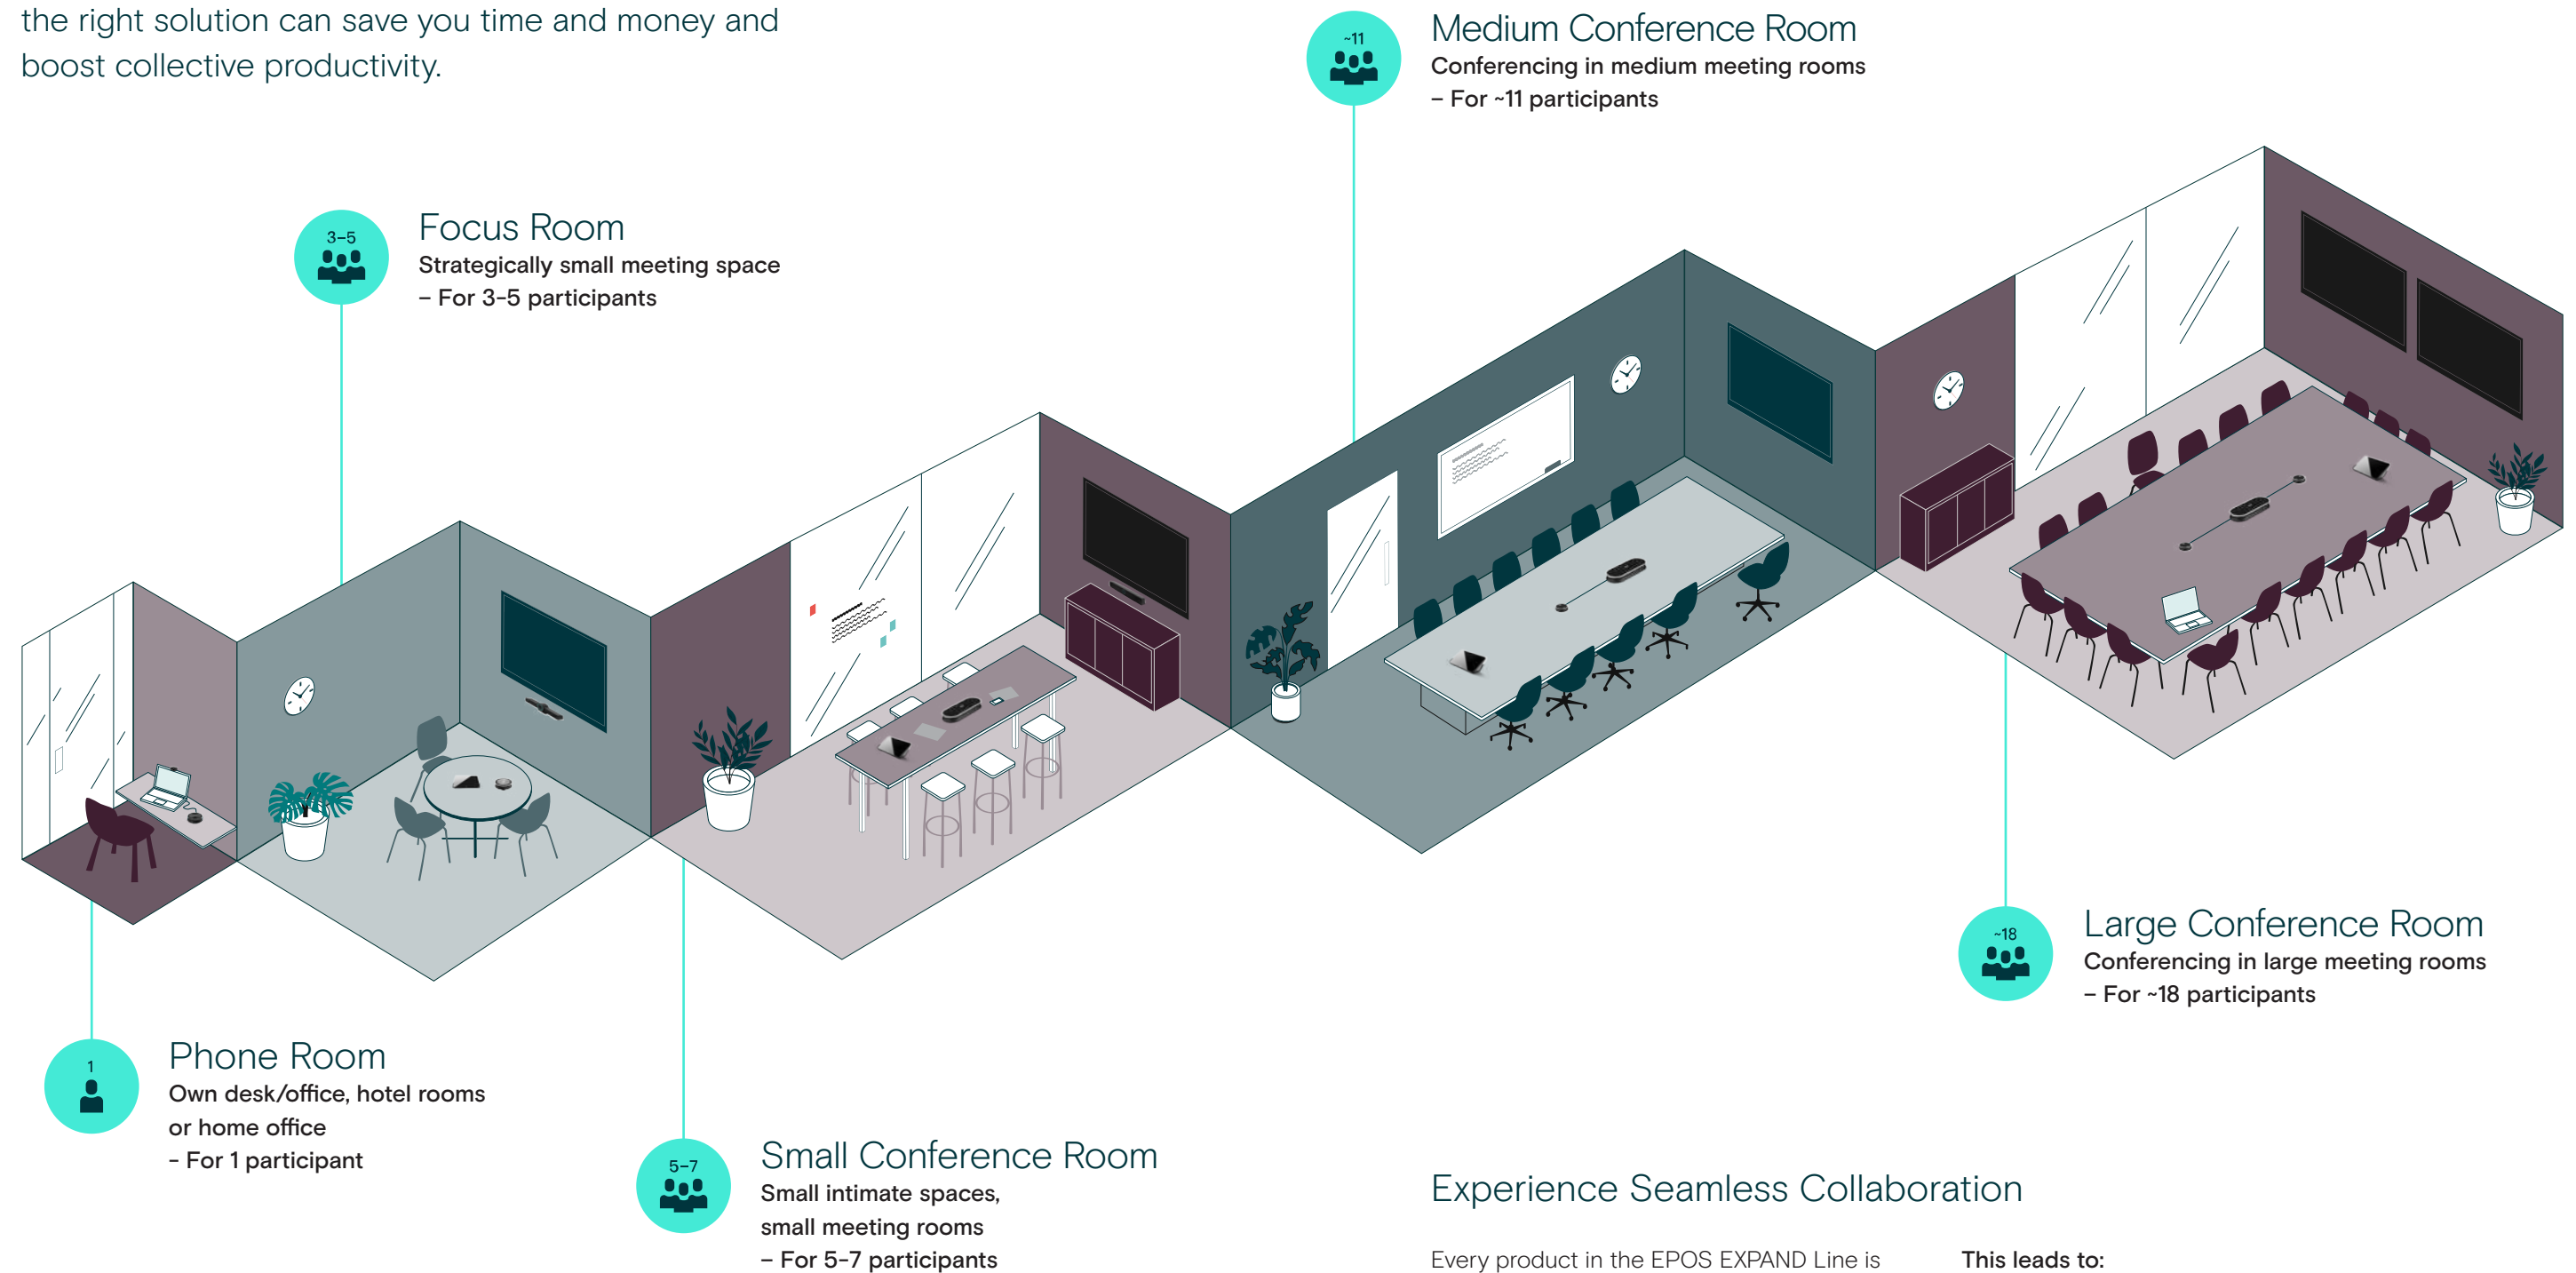 the right solution can save you time and money and
boost collective productivity.
~11
Medium Conference Room
Conferencing in medium meeting rooms
– For ~11 participants
3–5
Focus Room
Strategically small meeting space
– For 3-5 participants
~18
Large Conference Room
Conferencing in large meeting rooms
– For ~18 participants
1
Phone Room
Own desk/office, hotel rooms
or home office
- For 1 participant
5–7
Small Conference Room
Small intimate spaces,
small meeting rooms
– For 5-7 participants
Experience Seamless Collaboration
Every product in the EPOS EXPAND Line is
This leads to: